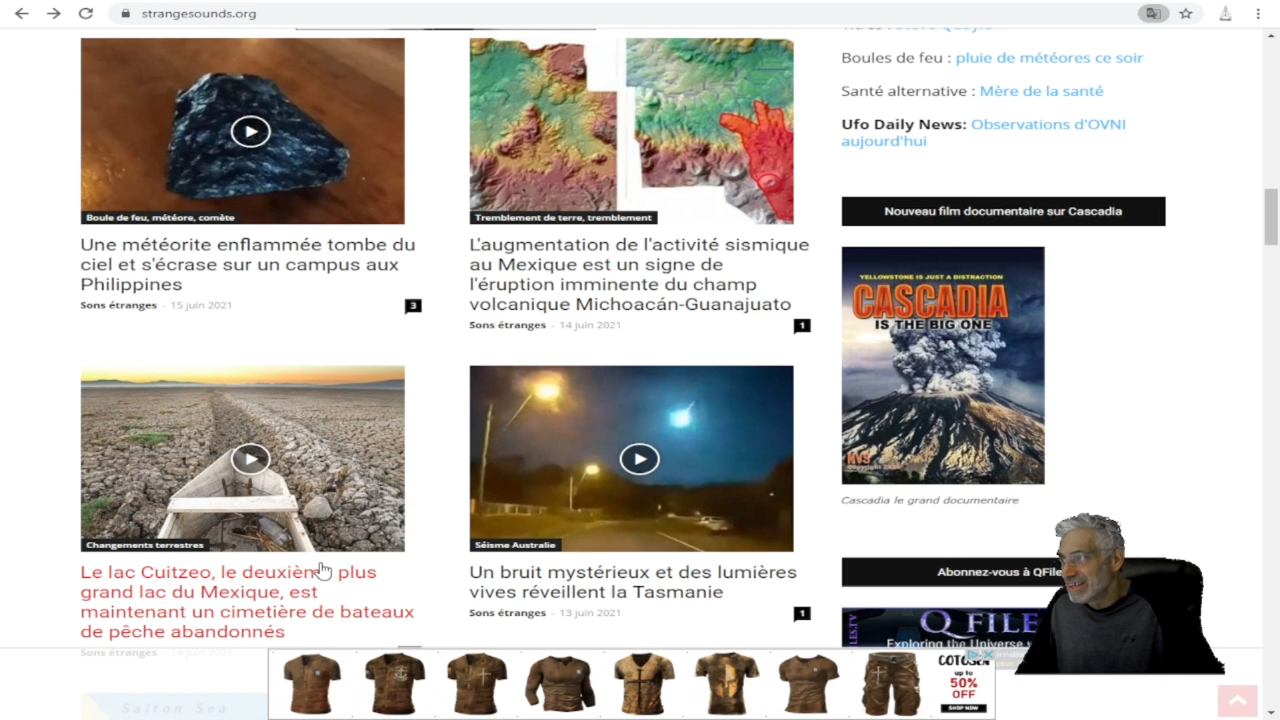 strangesounds.org
Boule de feu, météore, comète
Une météorite enflammée tombe du
ciel et s'écrase sur un campus aux
Philippines
Sons étranges - 15 juin 2021
3
Tremblement de terre, tremblement
L'augmentation de l'activité sismique
au Mexique est un signe de
l'éruption imminente du champ
volcanique Michoacán-Guanajuato
Sons étranges - 14 juin 2021
1
Changements terrestres
Le lac Cuitzeo, le deuxième plus
grand lac du Mexique, est
maintenant un cimetière de bateaux
de pêche abandonnés
Sons étranges - 14 juin 2021
Séisme Australie
Un bruit mystérieux et des lumières
vives réveillent la Tasmanie
Sons étranges - 13 juin 2021
1
Salton Sea
Boules de feu : pluie de météores ce soir
Santé alternative : Mère de la santé
Ufo Daily News: Observations d'OVNI
aujourd'hui
Nouveau film documentaire sur Cascadia
YELLOWSTONE IS JUST A DISTRACTION
CASCADIA
IS THE BIG ONE
Cascadia le grand documentaire
Abonnez-vous à QFile
Q FILE
Exploring the Universe
COTOSEN
up to
50%
OFF
SHOP NOW